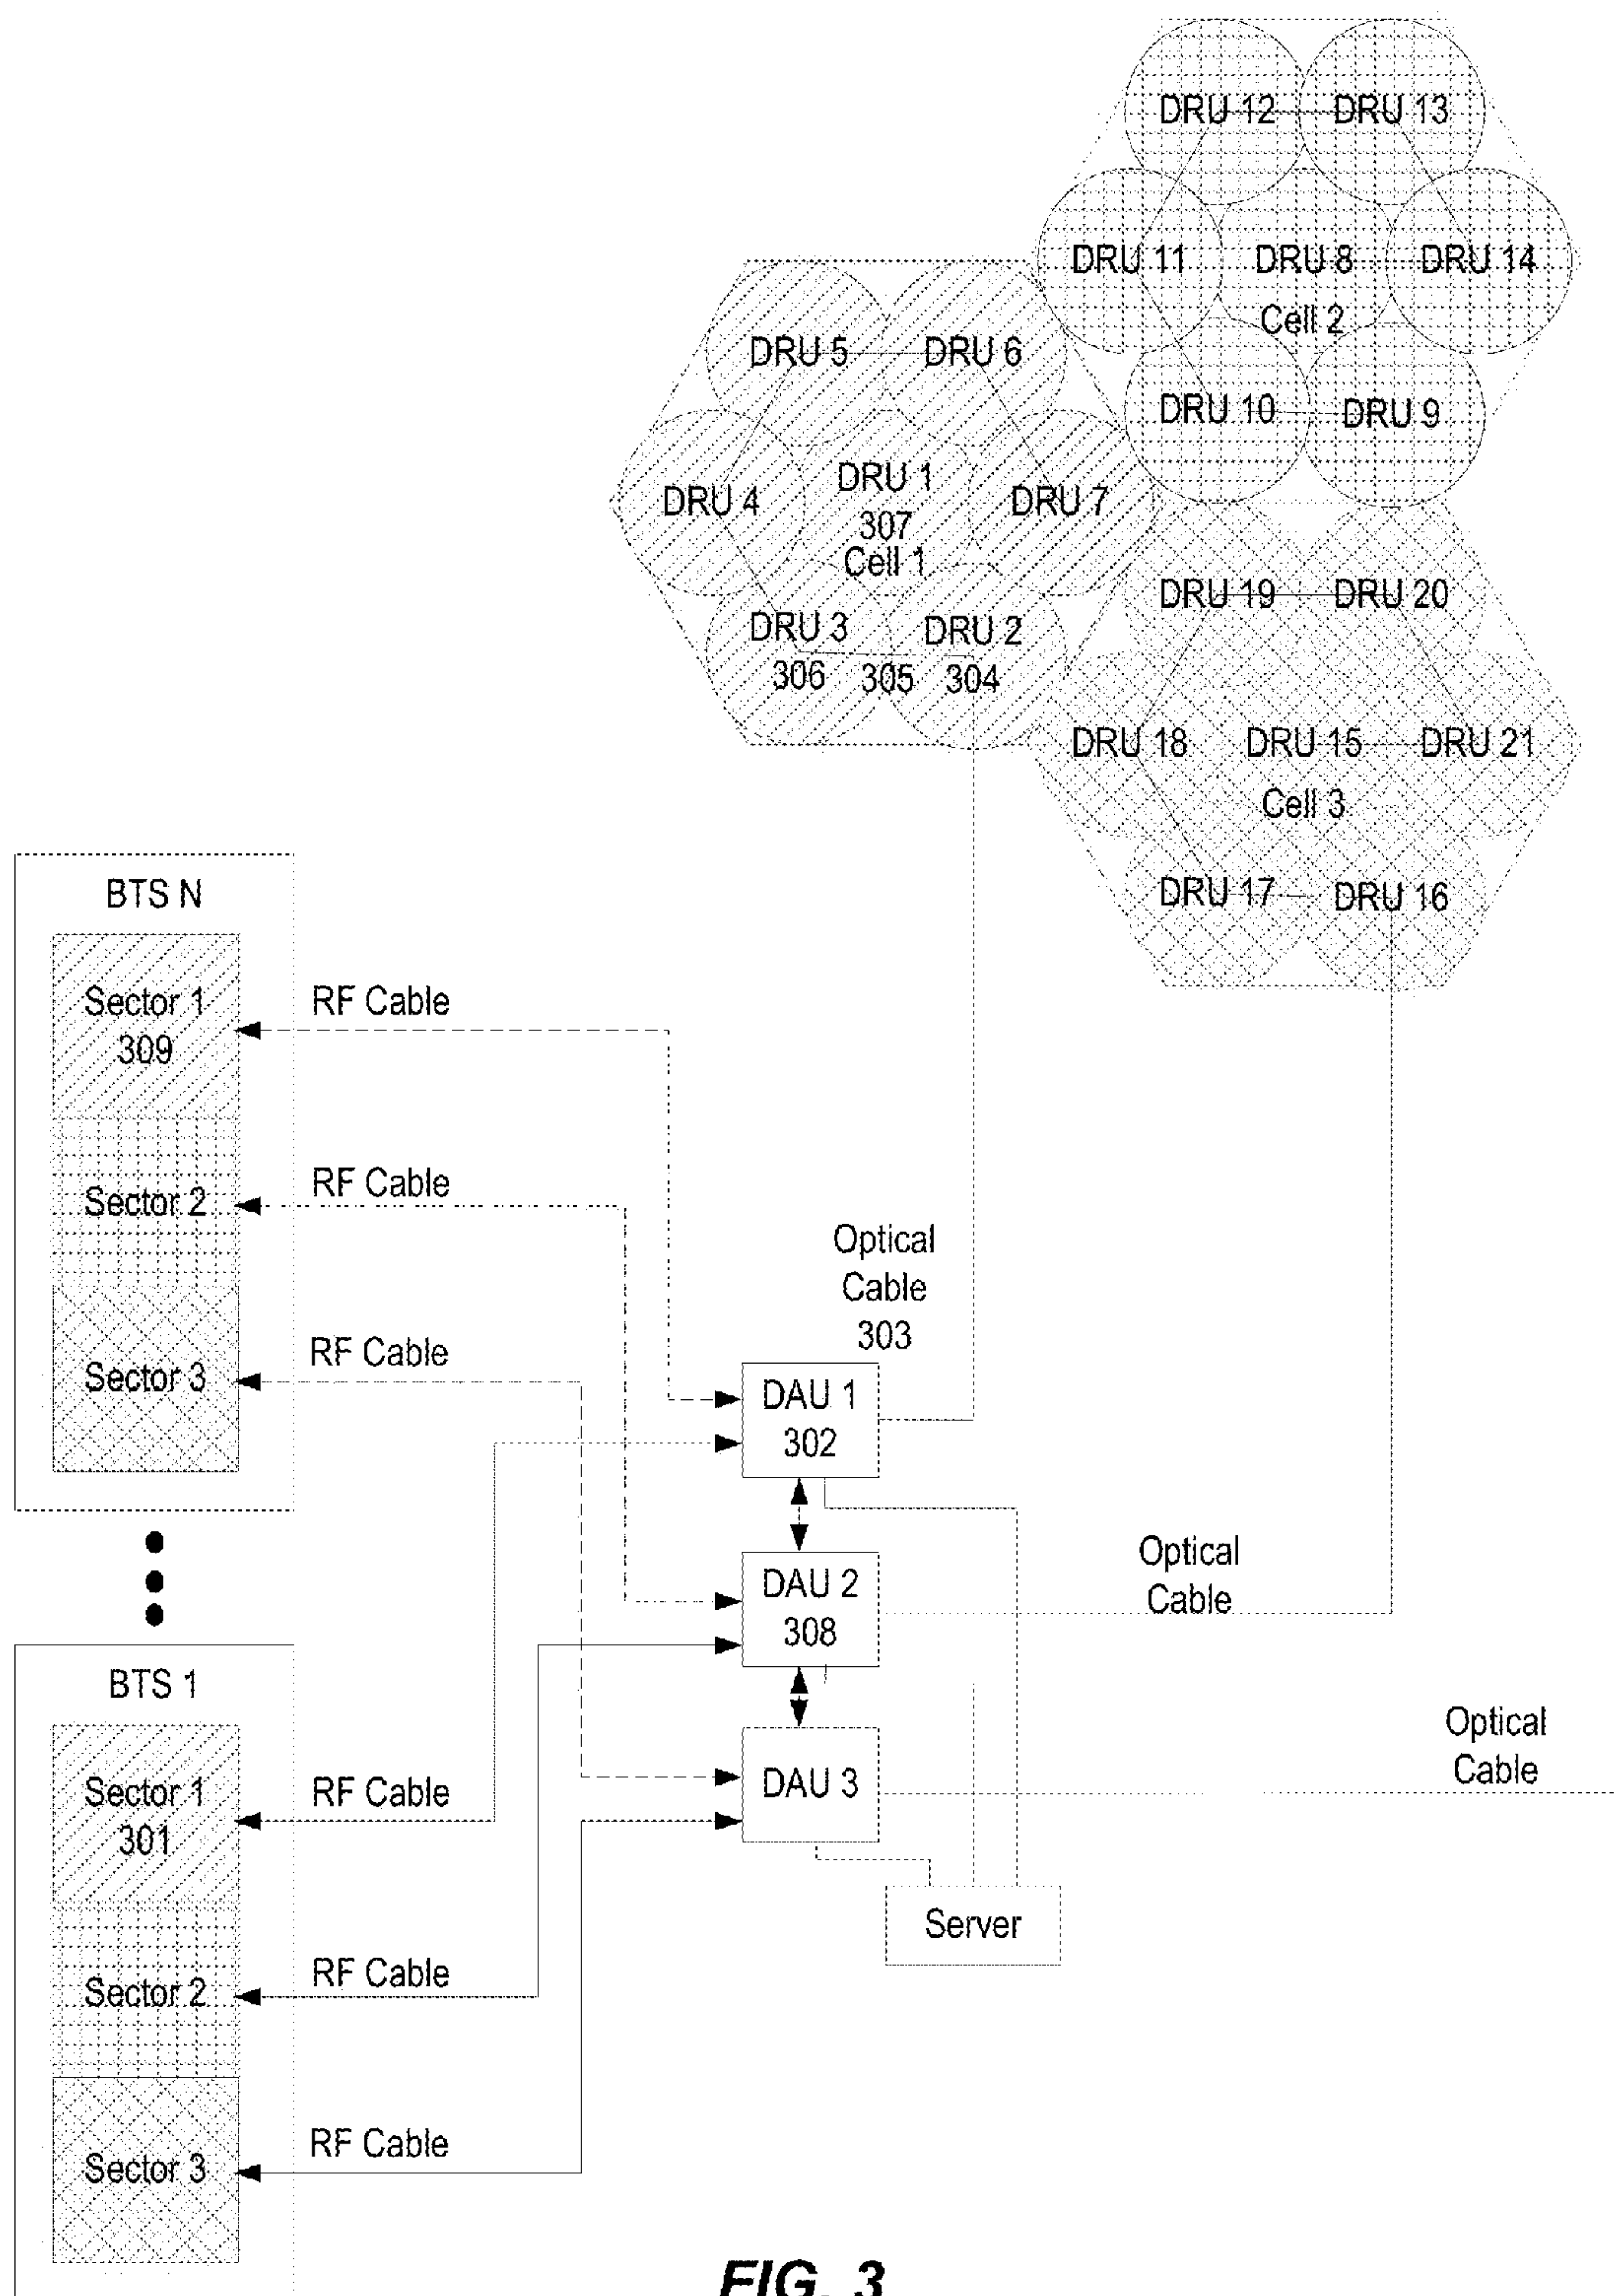 DRU 12
DRU 13
DRU 11
DRU 8
DRU 14
Cell 2
DRU 10
DRU 9
DRU 5
DRU 6
DRU 4
DRU 1
307
Cell 1
DRU 7
DRU 3
306
305
DRU 2
304
DRU 19
DRU 20
DRU 18
DRU 15
DRU 21
Cell 3
DRU 17
DRU 16
BTS N
Sector 1
309
RF Cable
Sector 2
RF Cable
Sector 3
RF Cable
Optical
Cable
303
DAU 1
302
DAU 2
308
Optical
Cable
DAU 3
Optical
Cable
Server
BTS 1
Sector 1
301
RF Cable
Sector 2
RF Cable
Sector 3
RF Cable
FIG. 3